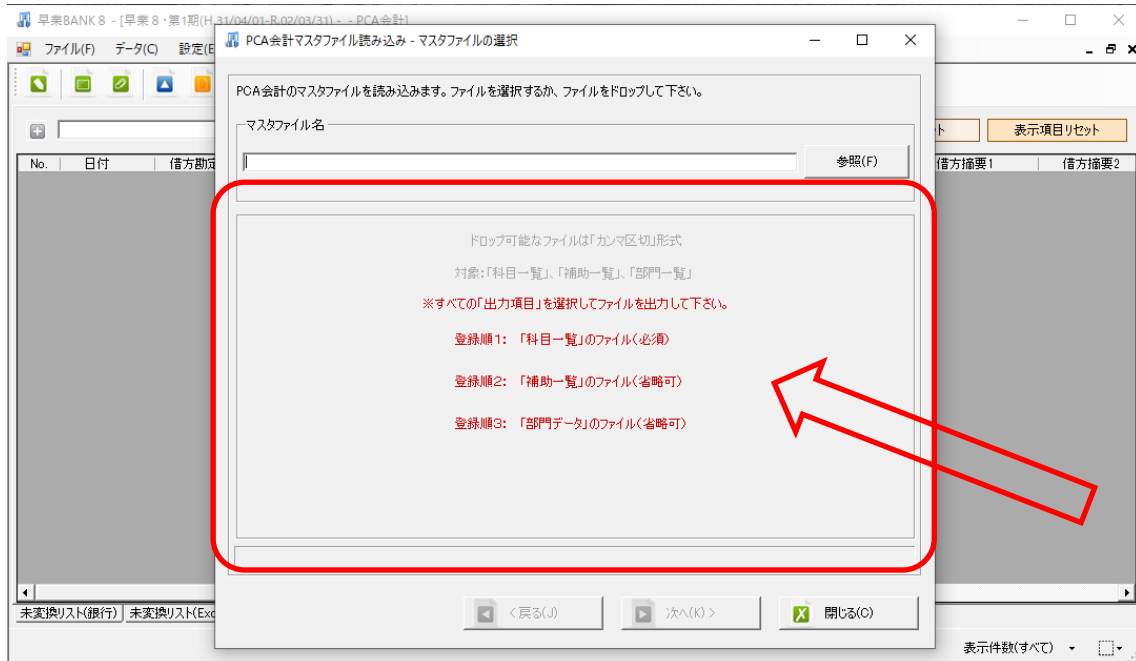 早業BANK 8 - [早業 8・第1期(H.31/04/01-R.02/03/31) - - PCA会計]
ファイル(F) データ(C) 設定(E
PCA会計マスタファイル読み込み - マスタファイルの選択
PCA会計のマスタファイルを読み込みます。ファイルを選択するか、ファイルをドロップして下さい。
マスタファイル名
参照(F)
ト
表示項目リセット
No. 日付 借方勘定 借方摘要1 借方摘要2
ドロップ可能なファイルは「カンマ区切」形式
対象:「科目一覧」、「補助一覧」、「部門一覧」
※すべての「出力項目」を選択してファイルを出力して下さい。
登録順1: 「科目一覧」のファイル(必須)
登録順2: 「補助一覧」のファイル(省略可)
登録順3: 「部門データ」のファイル(省略可)
未変換リスト(銀行) 未変換リスト(Exc
<戻る(J) 次へ(K)> 閉じる(C)
表示件数(すべて)